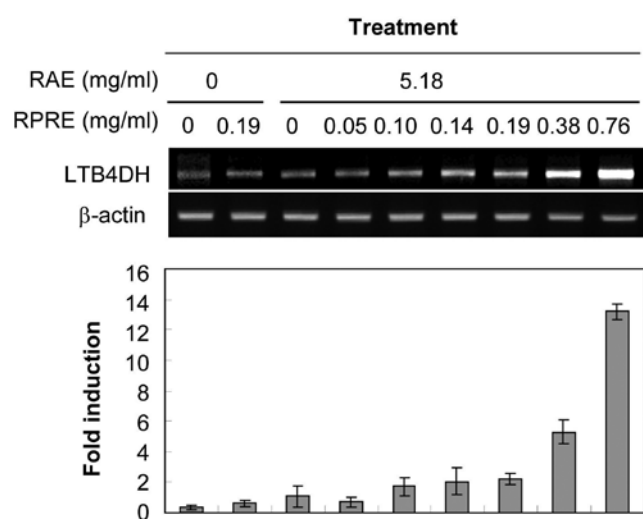 Treatment
RAE (mg/ml) 0 5.18
RPRE (mg/ml) 0 0.19 0 0.05 0.10 0.14 0.19 0.38 0.76
LTB4DH
β-actin
Fold induction
16
14
12
10
8
6
4
2
0